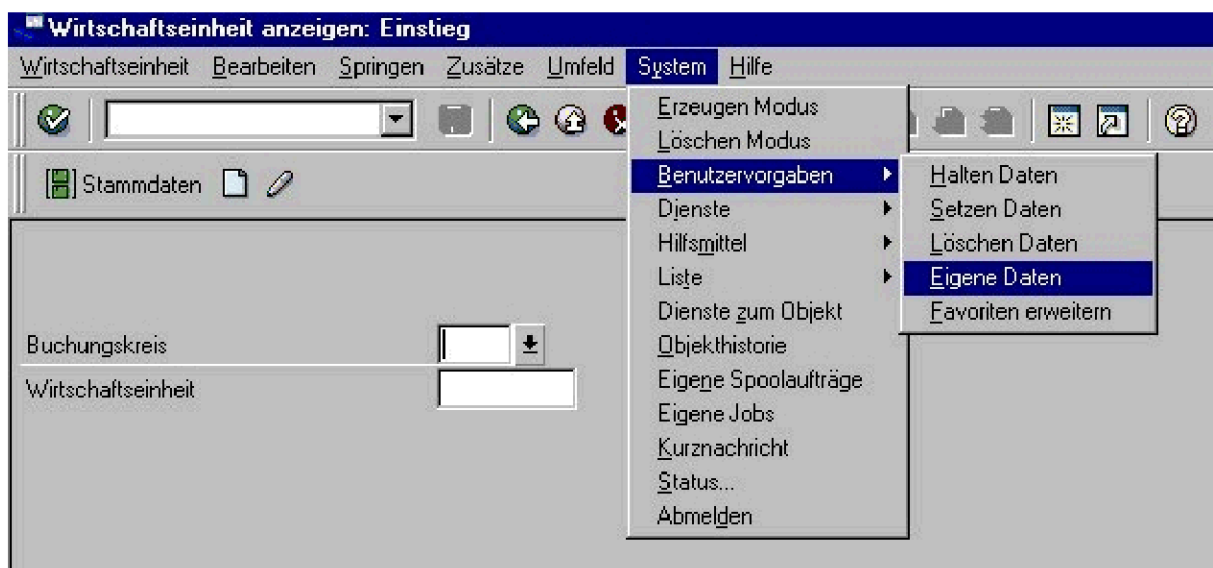 Wirtschaftseinheit anzeigen: Einstieg
Wirtschaftseinheit Bearbeiten Springen Zusätze Umfeld System Hilfe
Stammdaten
Erzeugen Modus
Löschen Modus
Benutzervorgaben
Dienste
Hilfsmittel
Liste
Dienste zum Objekt
Objekthistorie
Eigene Spoolaufträge
Eigene Jobs
Kurznachricht
Status...
Abmelden
Halten Daten
Setzen Daten
Löschen Daten
Eigene Daten
Favoriten erweitern
Buchungskreis
Wirtschaftseinheit